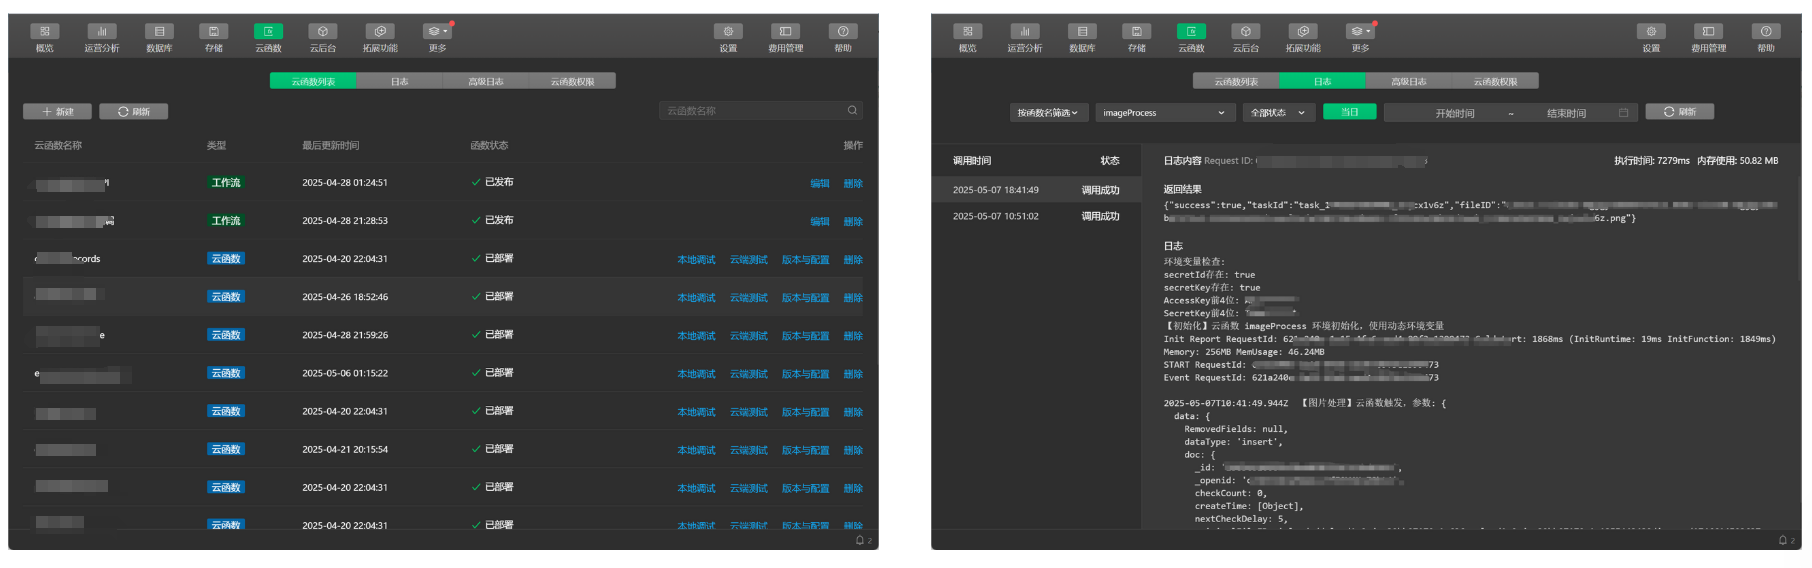 概览 运营分析 数据库 存储 云函数 云后台 拓展功能 更多 设置 费用管理 帮助
云函数列表 日志 高级日志 云函数权限
+ 新建 刷新 云函数名称
云函数名称 类型 最后更新时间 函数状态 操作
工作流 2025-04-28 01:24:51 已发布 编辑 删除
工作流 2025-04-28 21:28:53 已发布 编辑 删除
ecords 云函数 2025-04-20 22:04:31 已部署 本地调试 云端测试 版本与配置 删除
云函数 2025-04-26 18:52:46 已部署 本地调试 云端测试 版本与配置 删除
e 云函数 2025-04-28 21:59:26 已部署 本地调试 云端测试 版本与配置 删除
e 云函数 2025-05-06 01:15:22 已部署 本地调试 云端测试 版本与配置 删除
云函数 2025-04-20 22:04:31 已部署 本地调试 云端测试 版本与配置 删除
云函数 2025-04-21 20:15:54 已部署 本地调试 云端测试 版本与配置 删除
云函数 2025-04-20 22:04:31 已部署 本地调试 云端测试 版本与配置 删除
云函数 2025-04-20 22:04:31 已部署 本地调试 云端测试 版本与配置 删除
2
概览 运营分析 数据库 存储 云函数 云后台 拓展功能 更多 设置 费用管理 帮助
云函数列表 日志 高级日志 云函数权限
按函数名筛选 imageProcess 全部状态 当日 开始时间 ~ 结束时间 刷新
调用时间 状态
2025-05-07 18:41:49 调用成功
2025-05-07 10:51:02 调用成功
日志内容 Request ID: 执行时间: 7279ms 内存使用: 50.82 MB
返回结果
{"success":true,"taskId":"task_1 cx1v6z","fileID":"
6z.png"}
日志
环境变量检查:
secretId存在: true
secretKey存在: true
AccessKey前4位:
SecretKey前4位:
【初始化】云函数 imageProcess 环境初始化，使用动态环境变量
Init Report RequestId: 1868ms (InitRuntime: 19ms InitFunction: 1849ms)
Memory: 256MB MemUsage: 46.24MB
START RequestId: 73
Event RequestId: 621a240 73
2025-05-07T10:41:49.944Z 【图片处理】云函数触发，参数: {
data: {
RemovedFields: null,
dataType: 'insert',
doc: {
_id: ' ',
_openid: '
checkCount: 0,
createTime: [Object],
nextCheckDelay: 5,
2